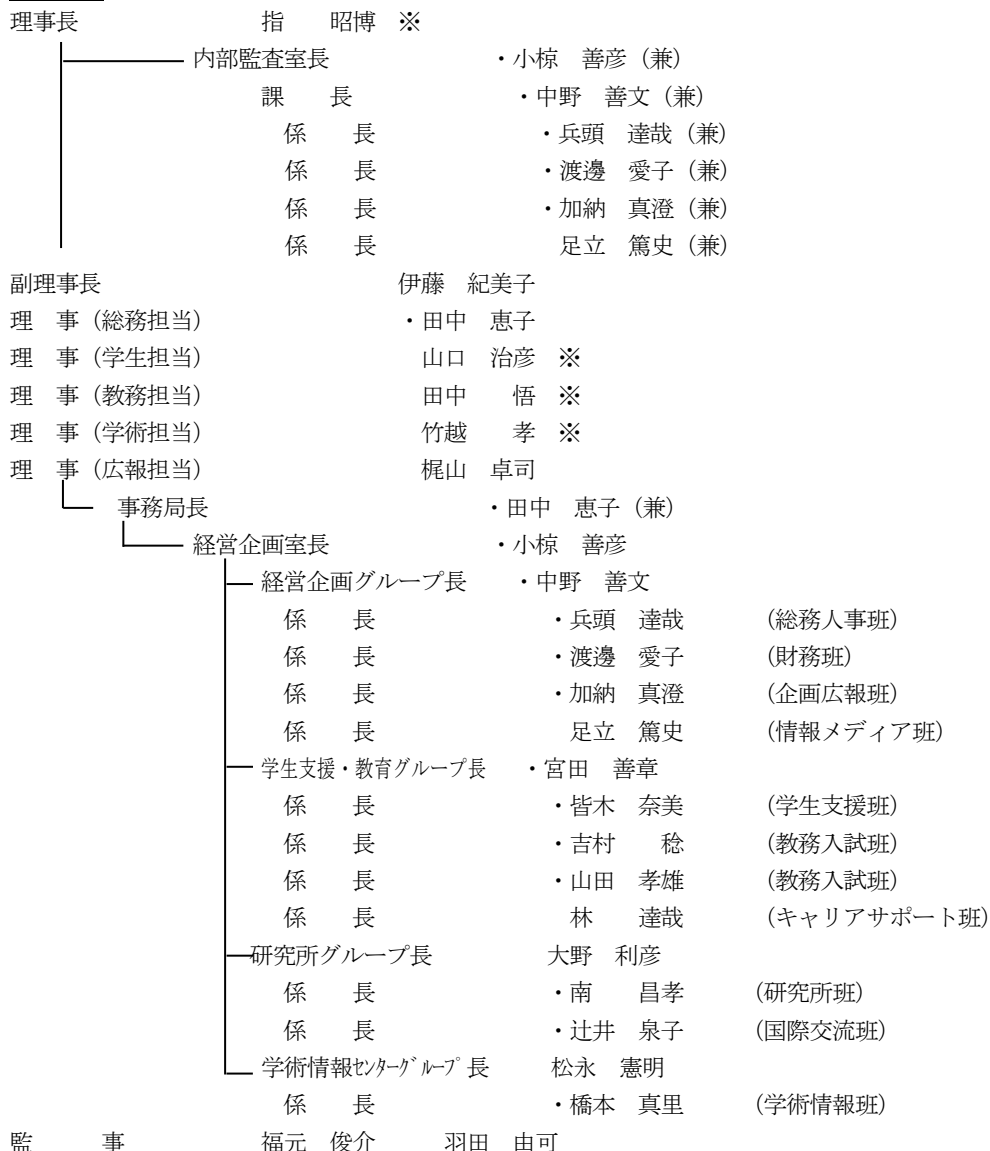 理事長　指　昭博　※
内部監査室長　・小椋　善彦（兼）
課　長　・中野　善文（兼）
係　長　・兵頭　達哉（兼）
係　長　・渡邊　愛子（兼）
係　長　・加納　真澄（兼）
係　長　足立　篤史（兼）
副理事長　伊藤　紀美子
理　事（総務担当）　・田中　恵子
理　事（学生担当）　山口　治彦　※
理　事（教務担当）　田中　悟　※
理　事（学術担当）　竹越　孝　※
理　事（広報担当）　梶山　卓司
事務局長　・田中　恵子（兼）
経営企画室長　・小椋　善彦
経営企画グループ長　・中野　善文
係　長　・兵頭　達哉　（総務人事班）
係　長　・渡邊　愛子　（財務班）
係　長　・加納　真澄　（企画広報班）
係　長　足立　篤史　（情報メディア班）
学生支援・教育グループ長　・宮田　善章
係　長　・皆木　奈美　（学生支援班）
係　長　・吉村　稔　（教務入試班）
係　長　・山田　孝雄　（教務入試班）
係　長　林　達哉　（キャリアサポート班）
研究所グループ長　大野　利彦
係　長　・南　昌孝　（研究所班）
係　長　・辻井　泉子　（国際交流班）
学術情報ｾﾝﾀｰｸﾞﾙｰﾌﾟ長　松永　憲明
係　長　・橋本　真里　（学術情報班）
監　事　福元　俊介　羽田　由可